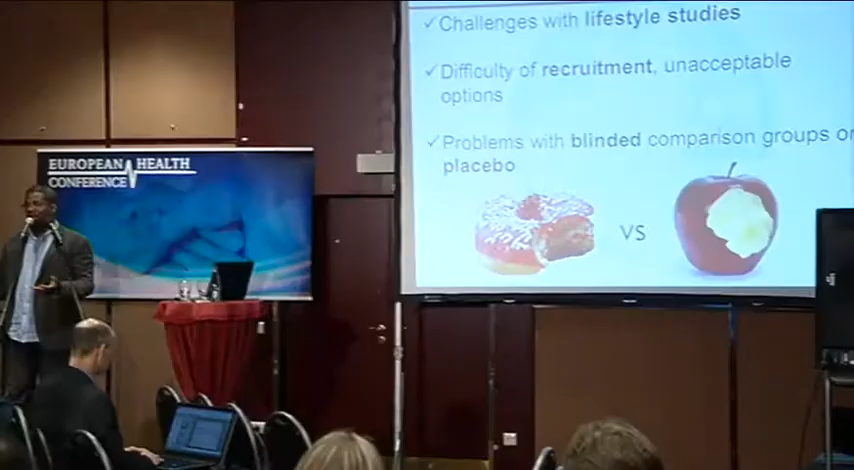 ✓Challenges with lifestyle studies
✓Difficulty of recruitment, unacceptable
options
✓Problems with blinded comparison groups or
placebo
VS
EUROPEAN HEALTH
CONFERENCE